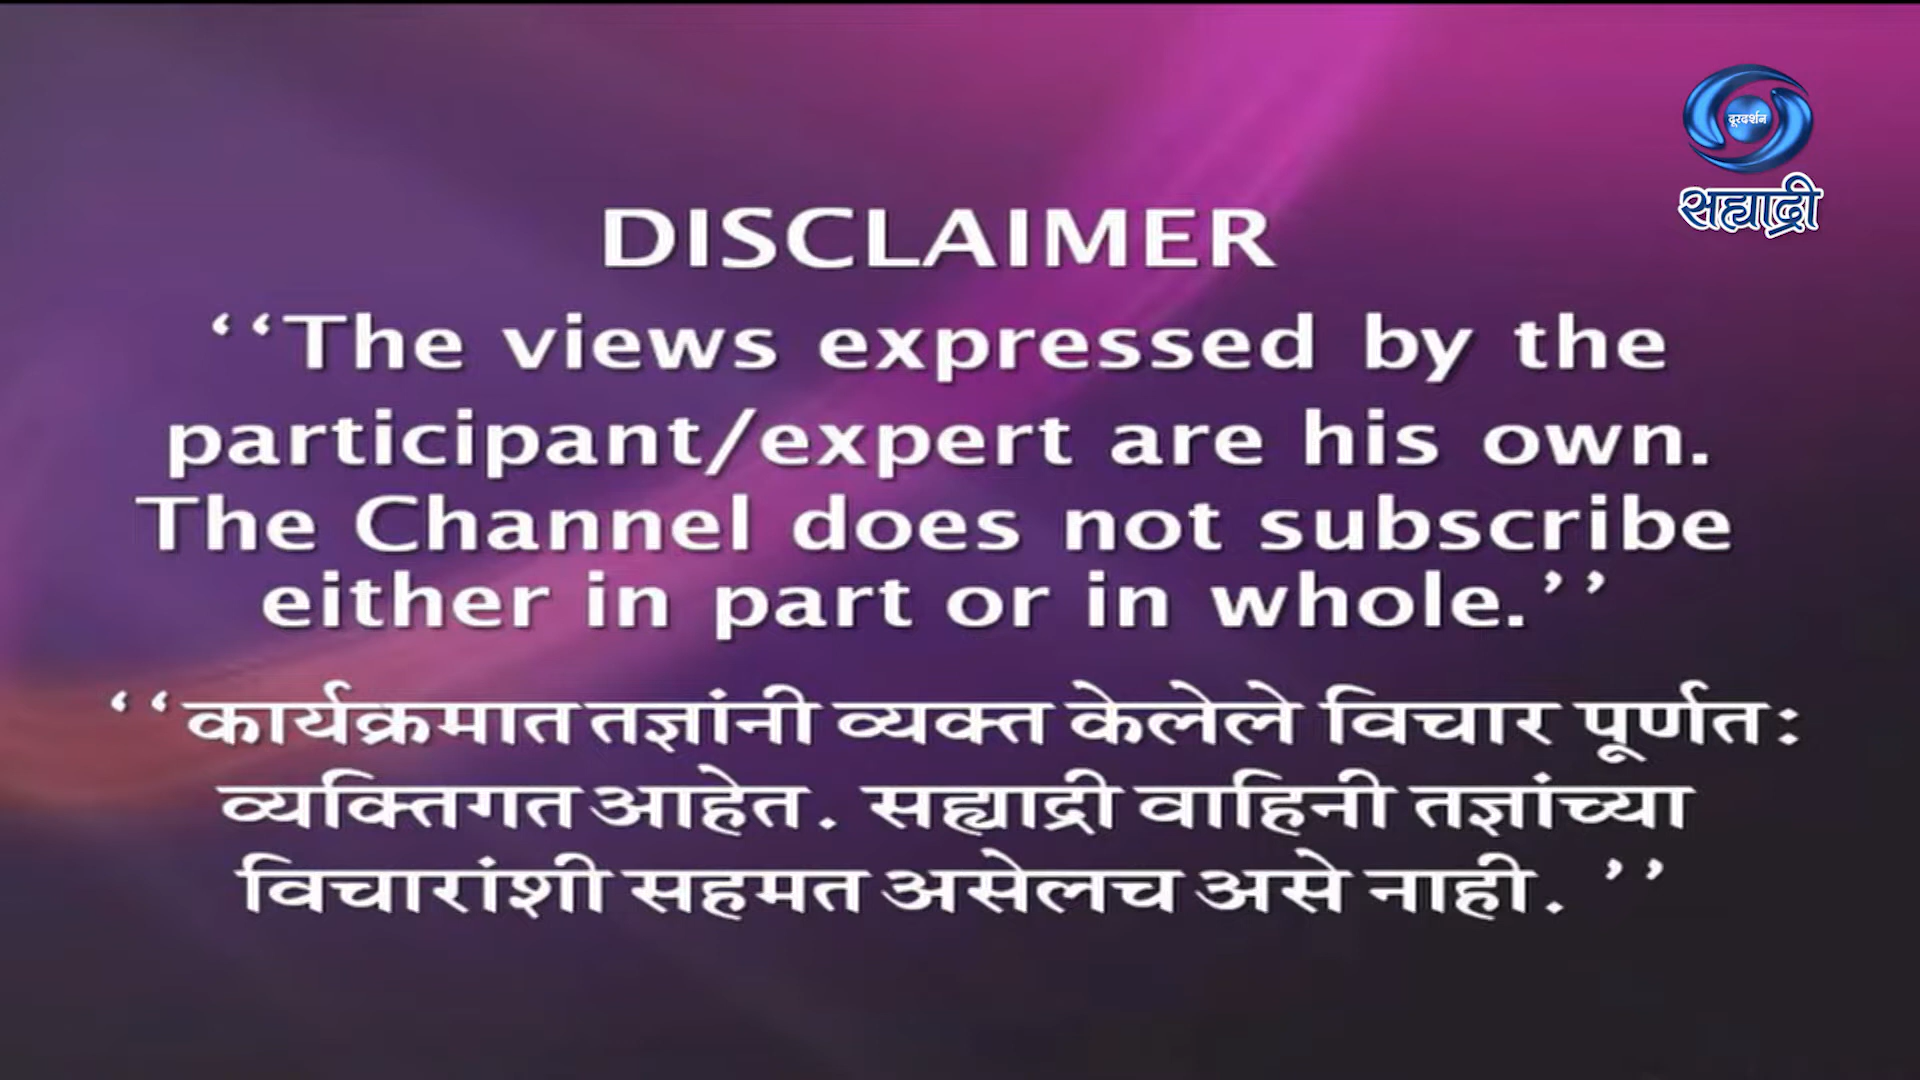 दूरदर्शन
सह्याद्री
DISCLAIMER
‘‘The views expressed by the
participant/expert are his own.
The Channel does not subscribe
either in part or in whole.’’
‘‘कार्यक्रमात तज्ञांनी व्यक्त केलेले विचार पूर्णत:
व्यक्तिगत आहेत. सह्याद्री वाहिनी तज्ञांच्या
विचारांशी सहमत असेलच असे नाही. ’’